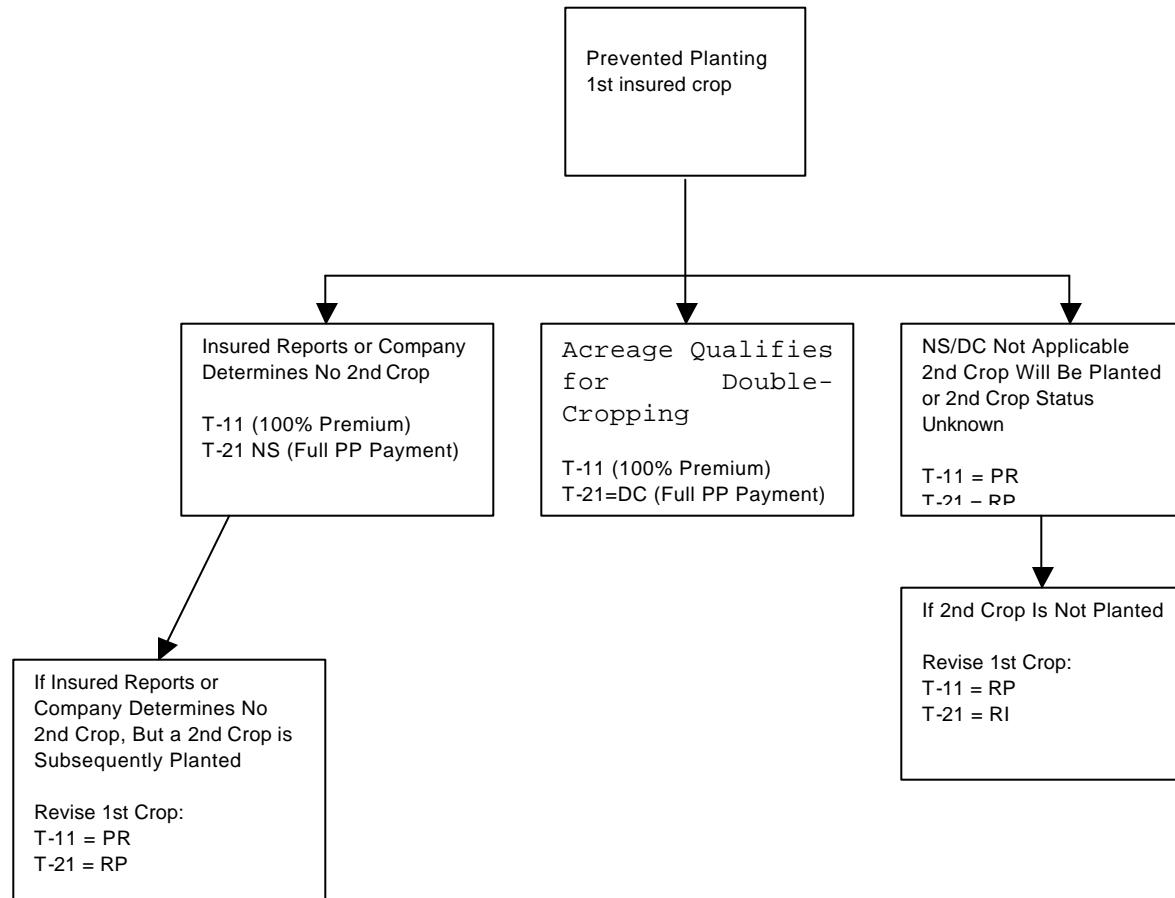 Prevented Planting
1st insured crop
Insured Reports or Company
Determines No 2nd Crop
T-11 (100% Premium)
T-21 NS (Full PP Payment)
Acreage Qualifies
for Double-
Cropping
T-11 (100% Premium)
T-21=DC (Full PP Payment)
NS/DC Not Applicable
2nd Crop Will Be Planted
or 2nd Crop Status
Unknown
T-11 = PR
T-21 = RP
If 2nd Crop Is Not Planted
Revise 1st Crop:
T-11 = RP
T-21 = RI
If Insured Reports or
Company Determines No
2nd Crop, But a 2nd Crop is
Subsequently Planted
Revise 1st Crop:
T-11 = PR
T-21 = RP